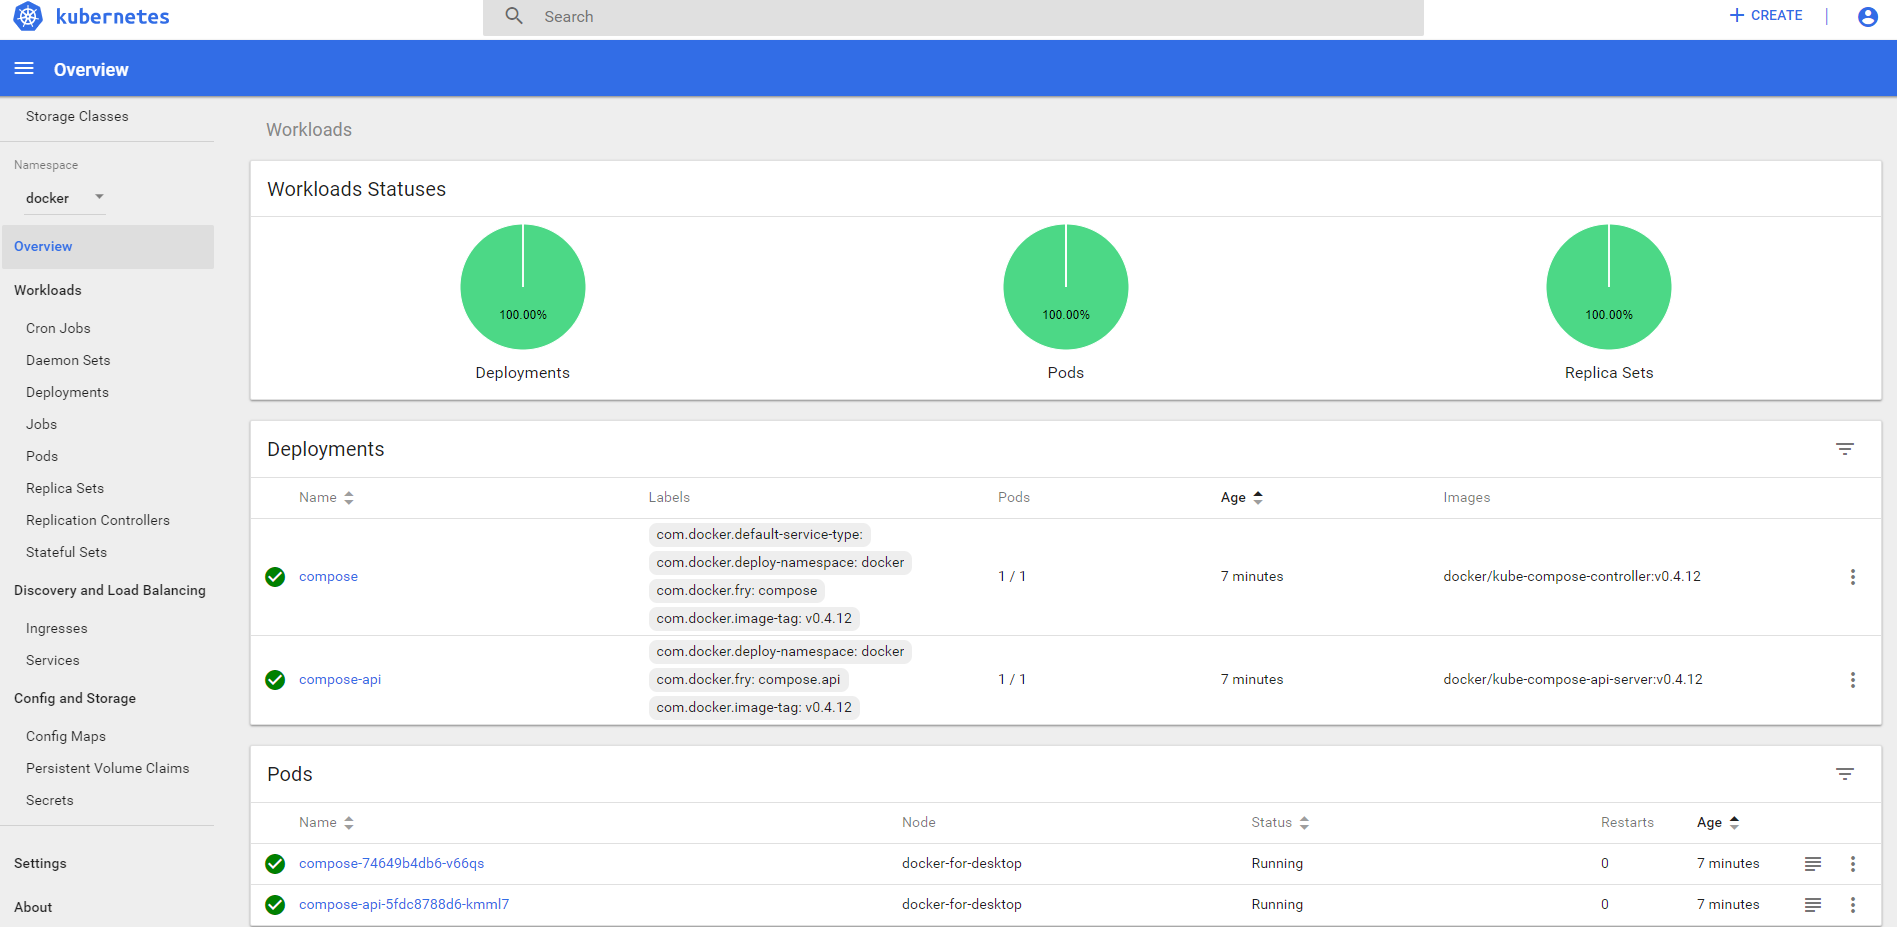 kubernetes
Search
CREATE
Overview
Storage Classes
Namespace
docker
Overview
Workloads
Cron Jobs
Daemon Sets
Deployments
Jobs
Pods
Replica Sets
Replication Controllers
Stateful Sets
Discovery and Load Balancing
Ingresses
Services
Config and Storage
Config Maps
Persistent Volume Claims
Secrets
Settings
About
Workloads
Workloads Statuses
100.00% 100.00% 100.00%
Deployments Pods Replica Sets
Deployments
Name Labels Pods Age Images
com.docker.default-service-type:
com.docker.deploy-namespace: docker
compose 1 / 1 7 minutes docker/kube-compose-controller:v0.4.12
com.docker.fry: compose
com.docker.image-tag: v0.4.12
com.docker.deploy-namespace: docker
compose-api com.docker.fry: compose.api 1 / 1 7 minutes docker/kube-compose-api-server:v0.4.12
com.docker.image-tag: v0.4.12
Pods
Name Node Status Restarts Age
compose-74649b4db6-v66qs docker-for-desktop Running 0 7 minutes
compose-api-5fdc8788d6-kmml7 docker-for-desktop Running 0 7 minutes